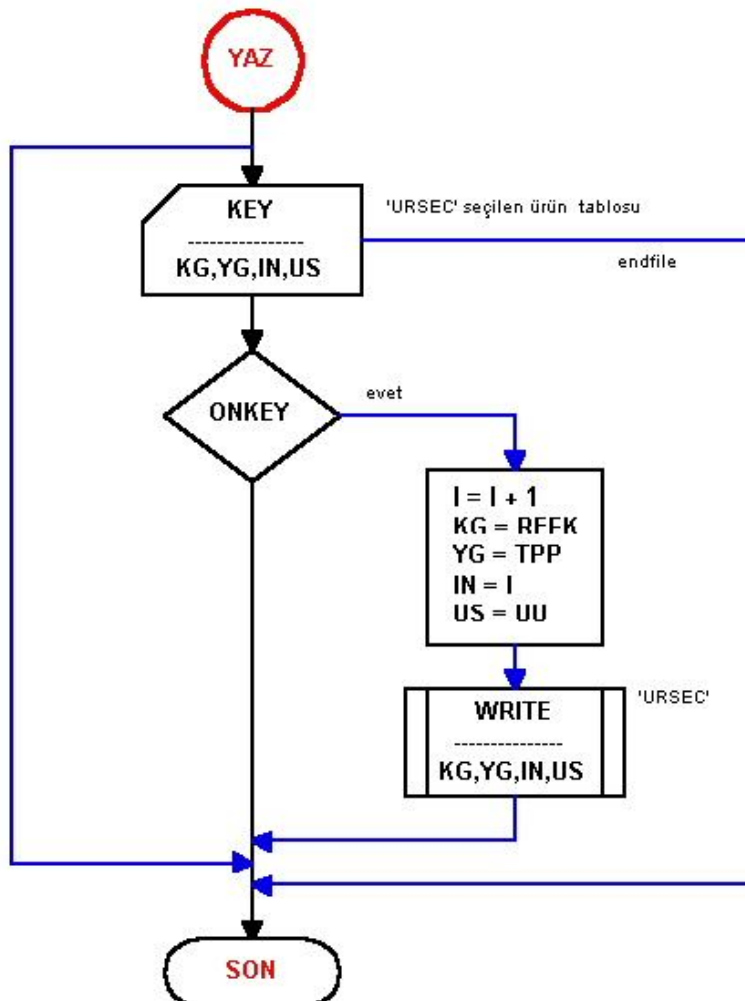 YAZ
KEY
'URSEC' seçilen ürün tablosu
----------------
KG,YG,IN,US
endfile
ONKEY
evet
I = I + 1
KG = REEK
YG = TPP
IN = I
US = UU
WRITE
'URSEC'
---------------
KG,YG,IN,US
SON